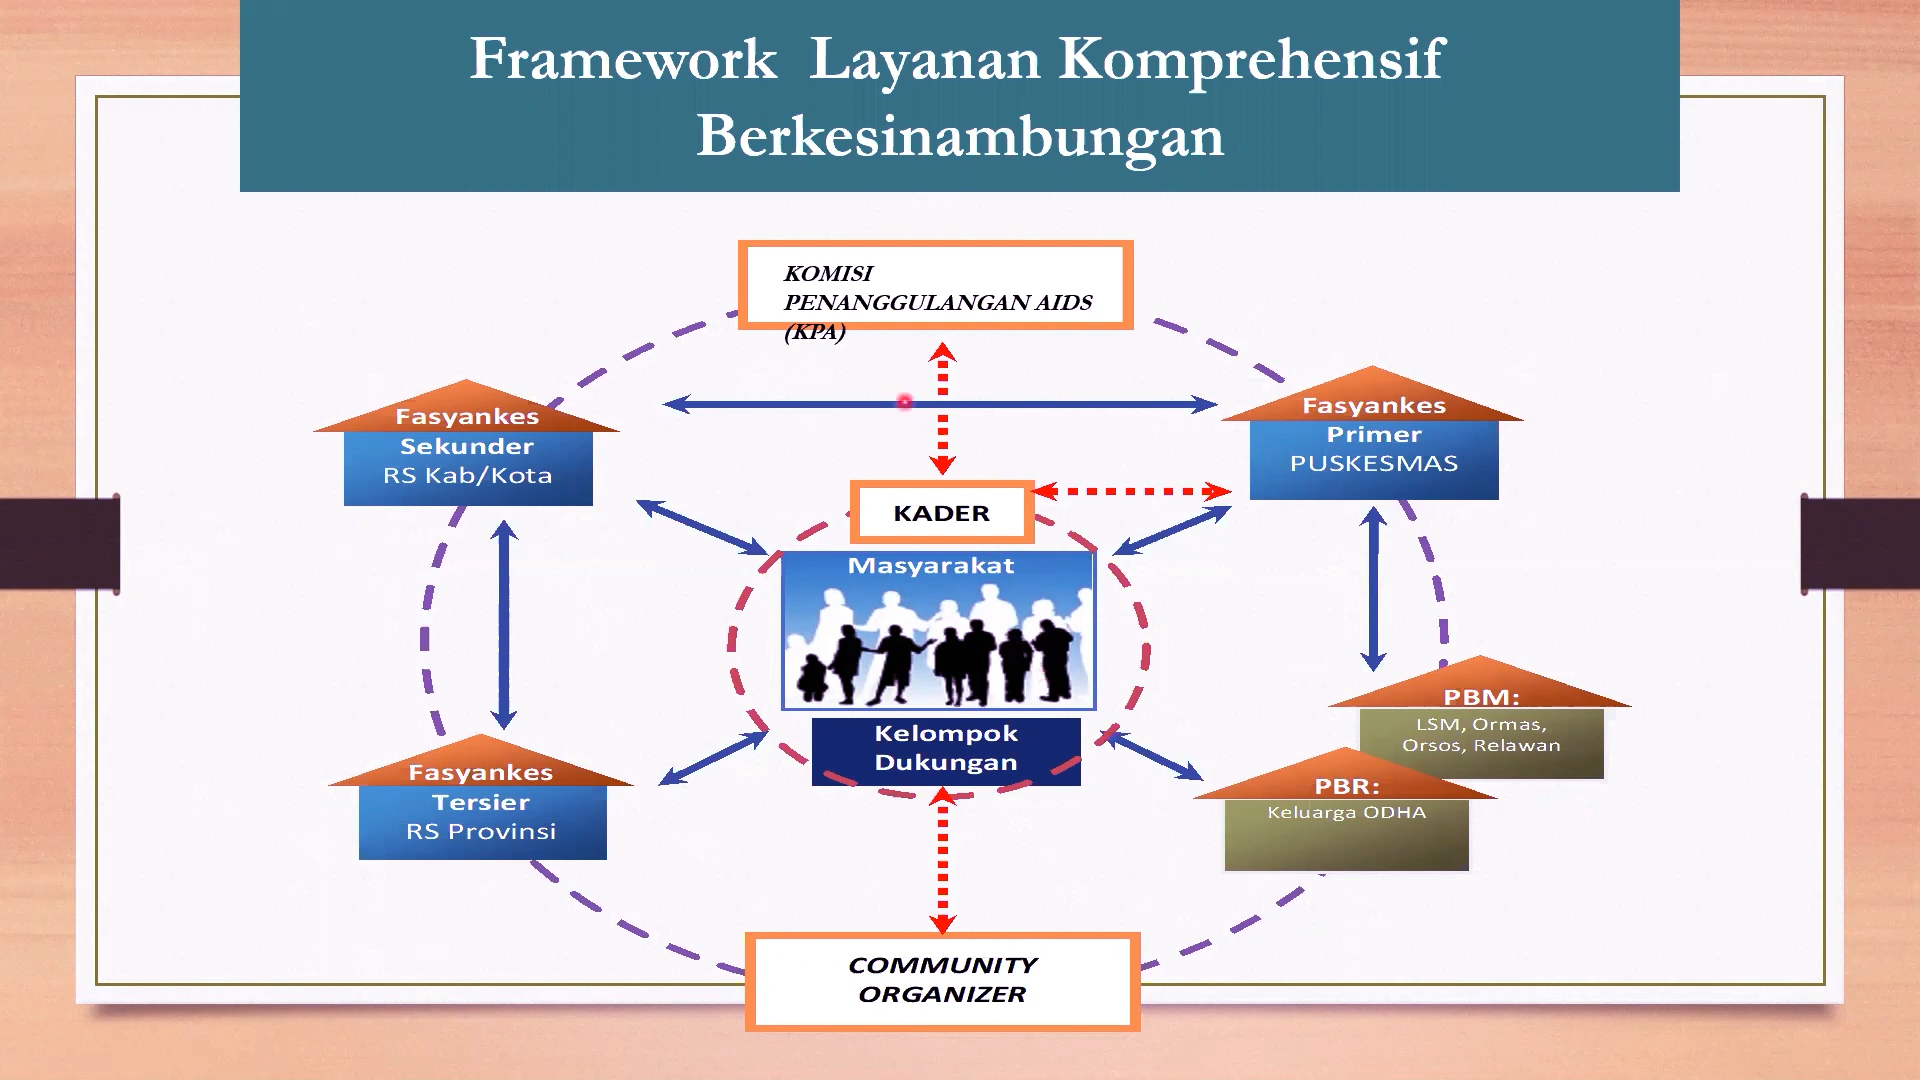 Framework Layanan Komprehensif
Berkesinambungan
KOMISI
PENANGGULANGAN AIDS
(KPA)
Fasyankes
Sekunder
RS Kab/Kota
Fasyankes
Primer
PUSKESMAS
KADER
Masyarakat
Kelompok
Dukungan
Fasyankes
Tersier
RS Provinsi
PBM:
LSM, Ormas,
Orsos, Relawan
PBR:
Keluarga ODHA
COMMUNITY
ORGANIZER